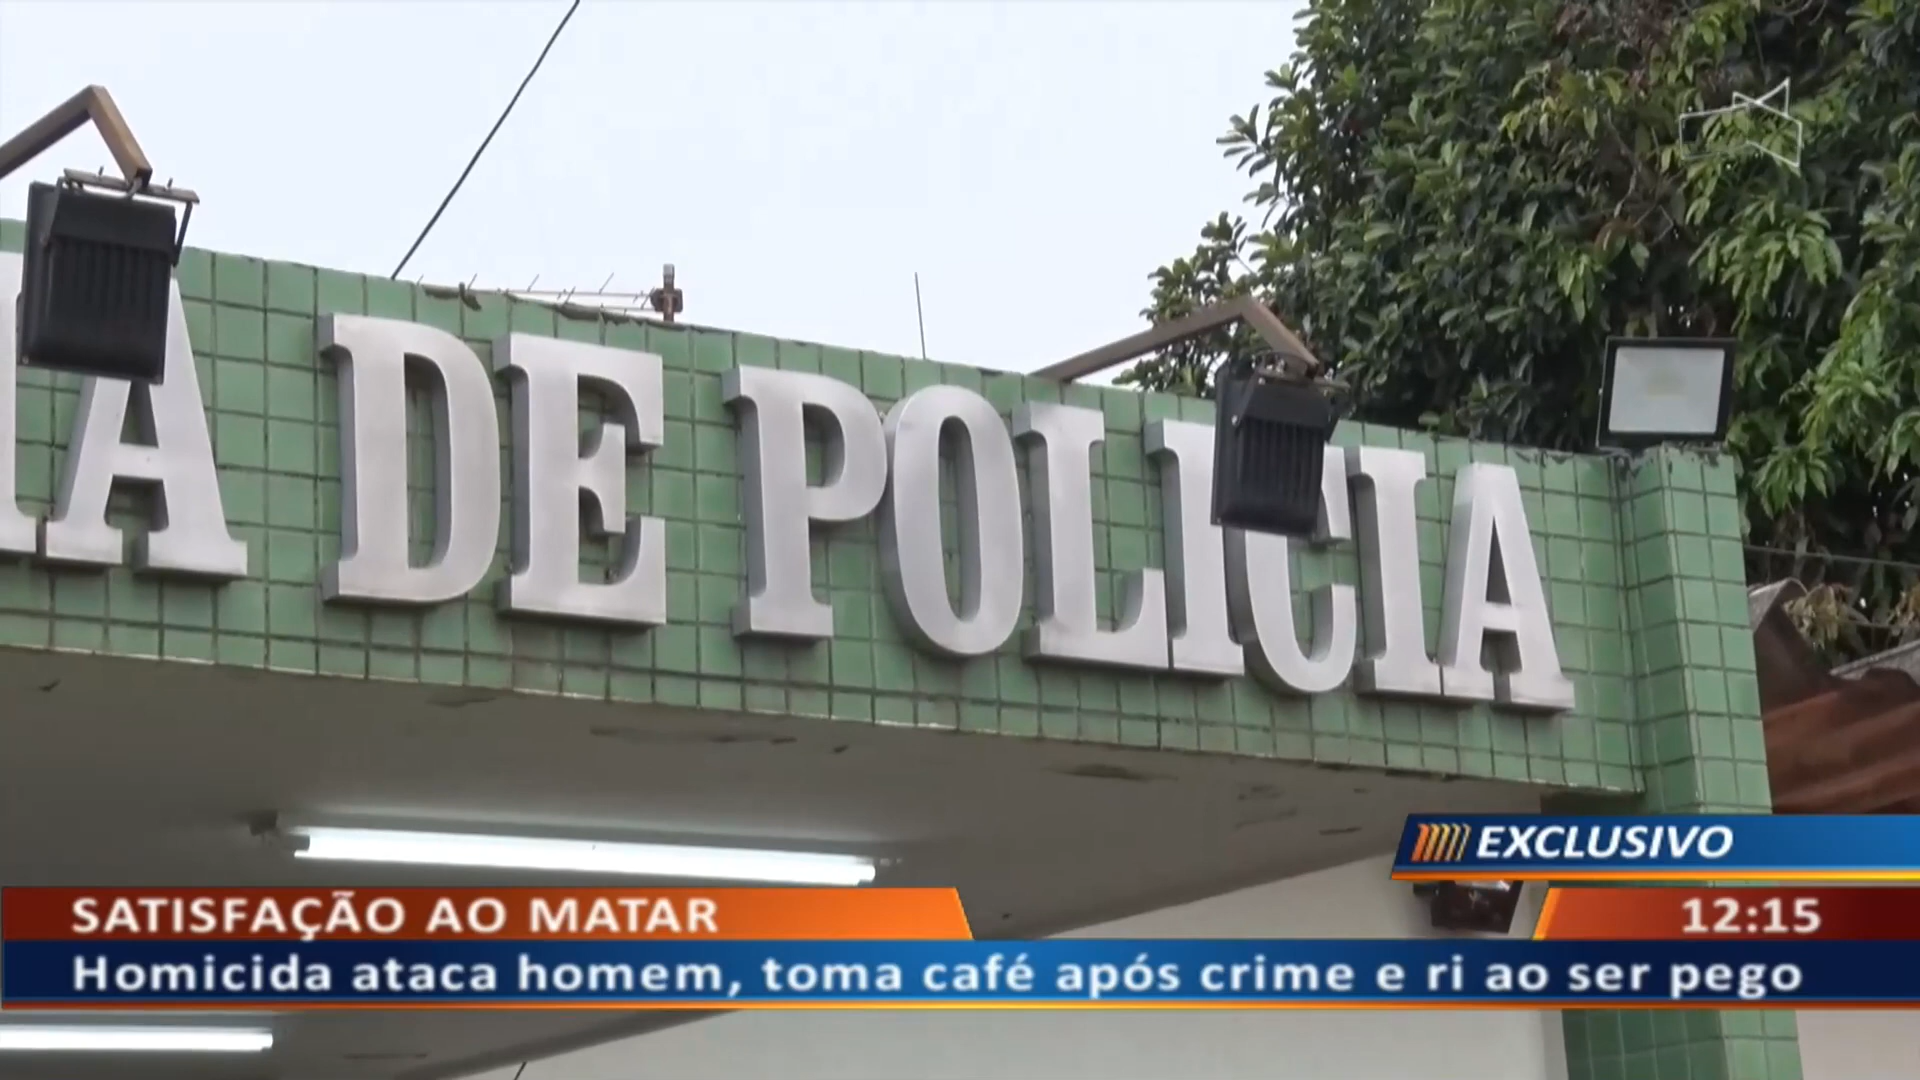 IA DE POLICIA
EXCLUSIVO
SATISFAÇÃO AO MATAR
12:15
Homicida ataca homem, toma café após crime e ri ao ser pego